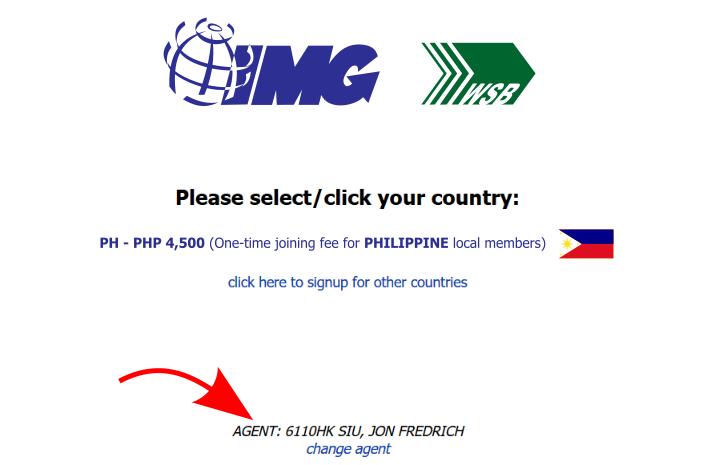 IMG
WSB
Please select/click your country:
PH - PHP 4,500 (One-time joining fee for PHILIPPINE local members)
click here to signup for other countries
AGENT: 6110HK SIU, JON FREDRICH
change agent